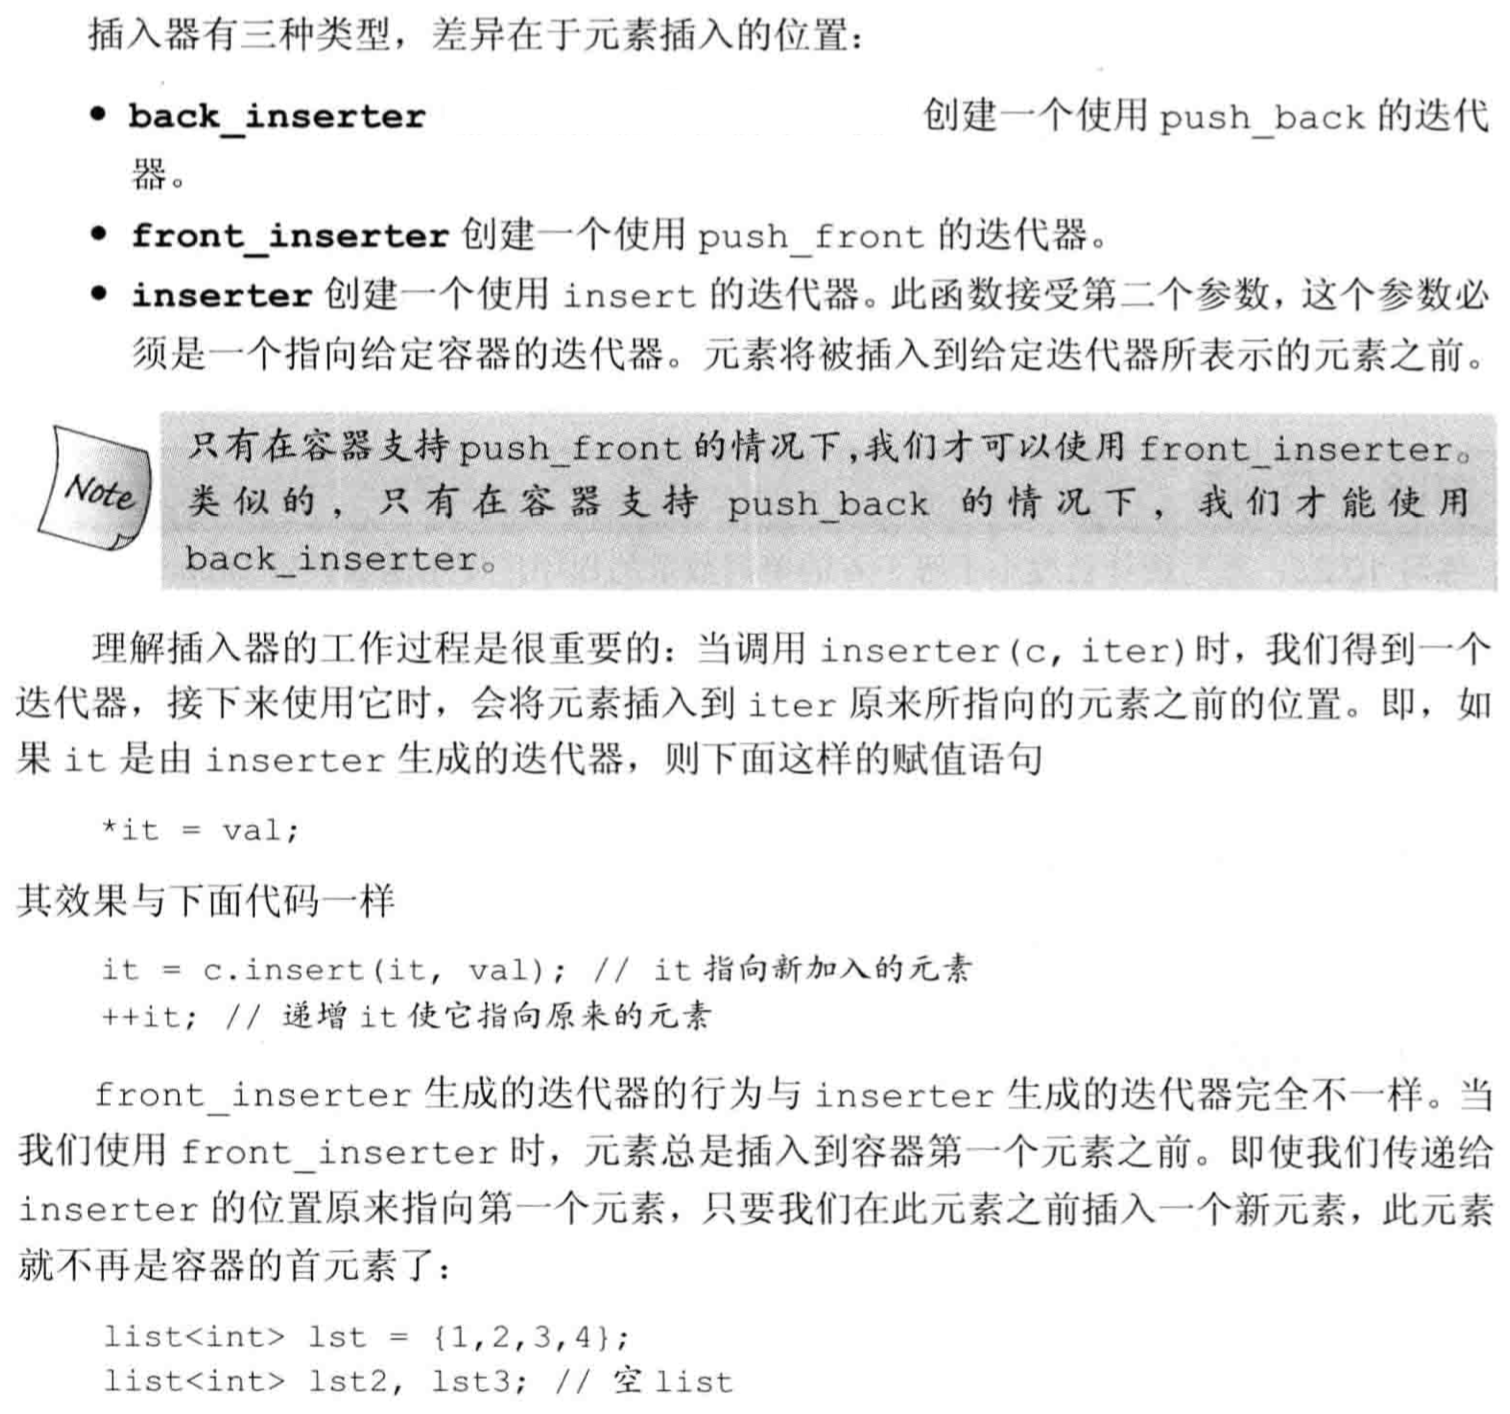 插入器有三种类型，差异在于元素插入的位置：
• back_inserter 创建一个使用 push_back 的迭代
器。
• front_inserter 创建一个使用 push_front 的迭代器。
• inserter 创建一个使用 insert 的迭代器。此函数接受第二个参数，这个参数必
须是一个指向给定容器的迭代器。元素将被插入到给定迭代器所表示的元素之前。
Note
只有在容器支持 push_front 的情况下，我们才可以使用 front_inserter。
类似的，只有在容器支持 push_back 的情况下，我们才能使用
back_inserter。
理解插入器的工作过程是很重要的：当调用 inserter(c, iter)时，我们得到一个
迭代器，接下来使用它时，会将元素插入到 iter 原来所指向的元素之前的位置。即，如
果 it 是由 inserter 生成的迭代器，则下面这样的赋值语句
*it = val;
其效果与下面代码一样
it = c.insert(it, val); // it 指向新加入的元素
++it; // 递增 it 使它指向原来的元素
front_inserter 生成的迭代器的行为与 inserter 生成的迭代器完全不一样。当
我们使用 front_inserter 时，元素总是插入到容器第一个元素之前。即使我们传递给
inserter 的位置原来指向第一个元素，只要我们在此元素之前插入一个新元素，此元素
就不再是容器的首元素了：
list<int> lst = {1,2,3,4};
list<int> lst2, lst3; // 空 list